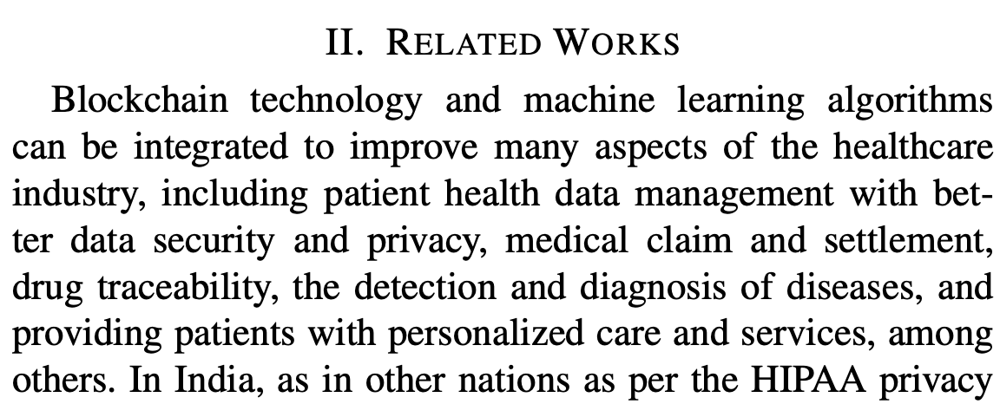 II. RELATED WORKS
Blockchain technology and machine learning algorithms
can be integrated to improve many aspects of the healthcare
industry, including patient health data management with bet-
ter data security and privacy, medical claim and settlement,
drug traceability, the detection and diagnosis of diseases, and
providing patients with personalized care and services, among
others. In India, as in other nations as per the HIPAA privacy